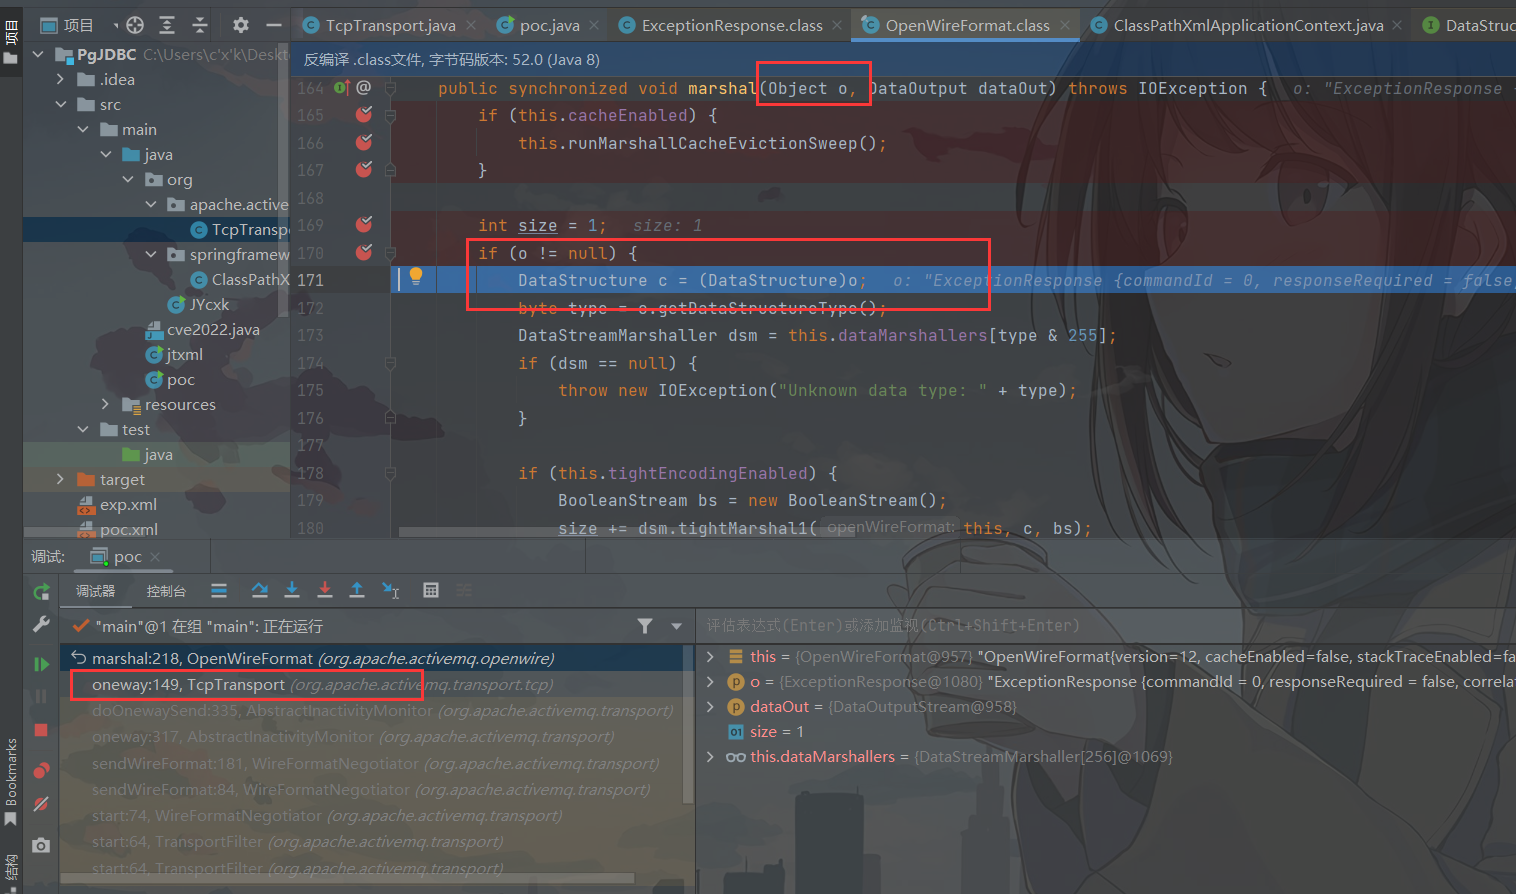 项目
项目
TcpTransport.java
poc.java
ExceptionResponse.class
OpenWireFormat.class
ClassPathXmlApplicationContext.java
DataStruc
PgJDBC C:\Users\c'x'k\Deskt
反编译 .class文件, 字节码版本: 52.0 (Java 8)
.idea
src
main
java
org
apache.active
TcpTransp
springframew
ClassPathX
JYcxk
cve2022.java
jtxml
poc
resources
test
java
target
exp.xml
poc.xml
164 @ public synchronized void marshal(Object o, DataOutput dataOut) throws IOException { o: "ExceptionResponse {
165 if (this.cacheEnabled) {
166 this.runMarshallCacheEvictionSweep();
167 }
168
169 int size = 1; size: 1
170 if (o != null) {
171 DataStructure c = (DataStructure)o; o: "ExceptionResponse {commandId = 0, responseRequired = false,
172 byte type = o.getDataStructureType();
173 DataStreamMarshaller dsm = this.dataMarshallers[type & 255];
174 if (dsm == null) {
175 throw new IOException("Unknown data type: " + type);
176 }
177
178 if (this.tightEncodingEnabled) {
179 BooleanStream bs = new BooleanStream();
180 size += dsm.tightMarshal1( openWireFormat: this, c, bs);
调试: poc
调试器 控制台
"main"@1 在组 "main": 正在运行
评估表达式(Enter)或添加监视(Ctrl+Shift+Enter)
marshal:218, OpenWireFormat (org.apache.activemq.openwire)
oneway:149, TcpTransport (org.apache.activemq.transport.tcp)
doOnewaySend:335, AbstractInactivityMonitor (org.apache.activemq.transport)
oneway:317, AbstractInactivityMonitor (org.apache.activemq.transport)
sendWireFormat:181, WireFormatNegotiator (org.apache.activemq.transport)
sendWireFormat:84, WireFormatNegotiator (org.apache.activemq.transport)
start:74, WireFormatNegotiator (org.apache.activemq.transport)
start:64, TransportFilter (org.apache.activemq.transport)
start:64, TransportFilter (org.apache.activemq.transport)
this = {OpenWireFormat@957} "OpenWireFormat{version=12, cacheEnabled=false, stackTraceEnabled=fa
o = {ExceptionResponse@1080} "ExceptionResponse {commandId = 0, responseRequired = false, correlat
dataOut = {DataOutputStream@958}
01 size = 1
this.dataMarshallers = {DataStreamMarshaller[256]@1069}
Bookmarks
结构